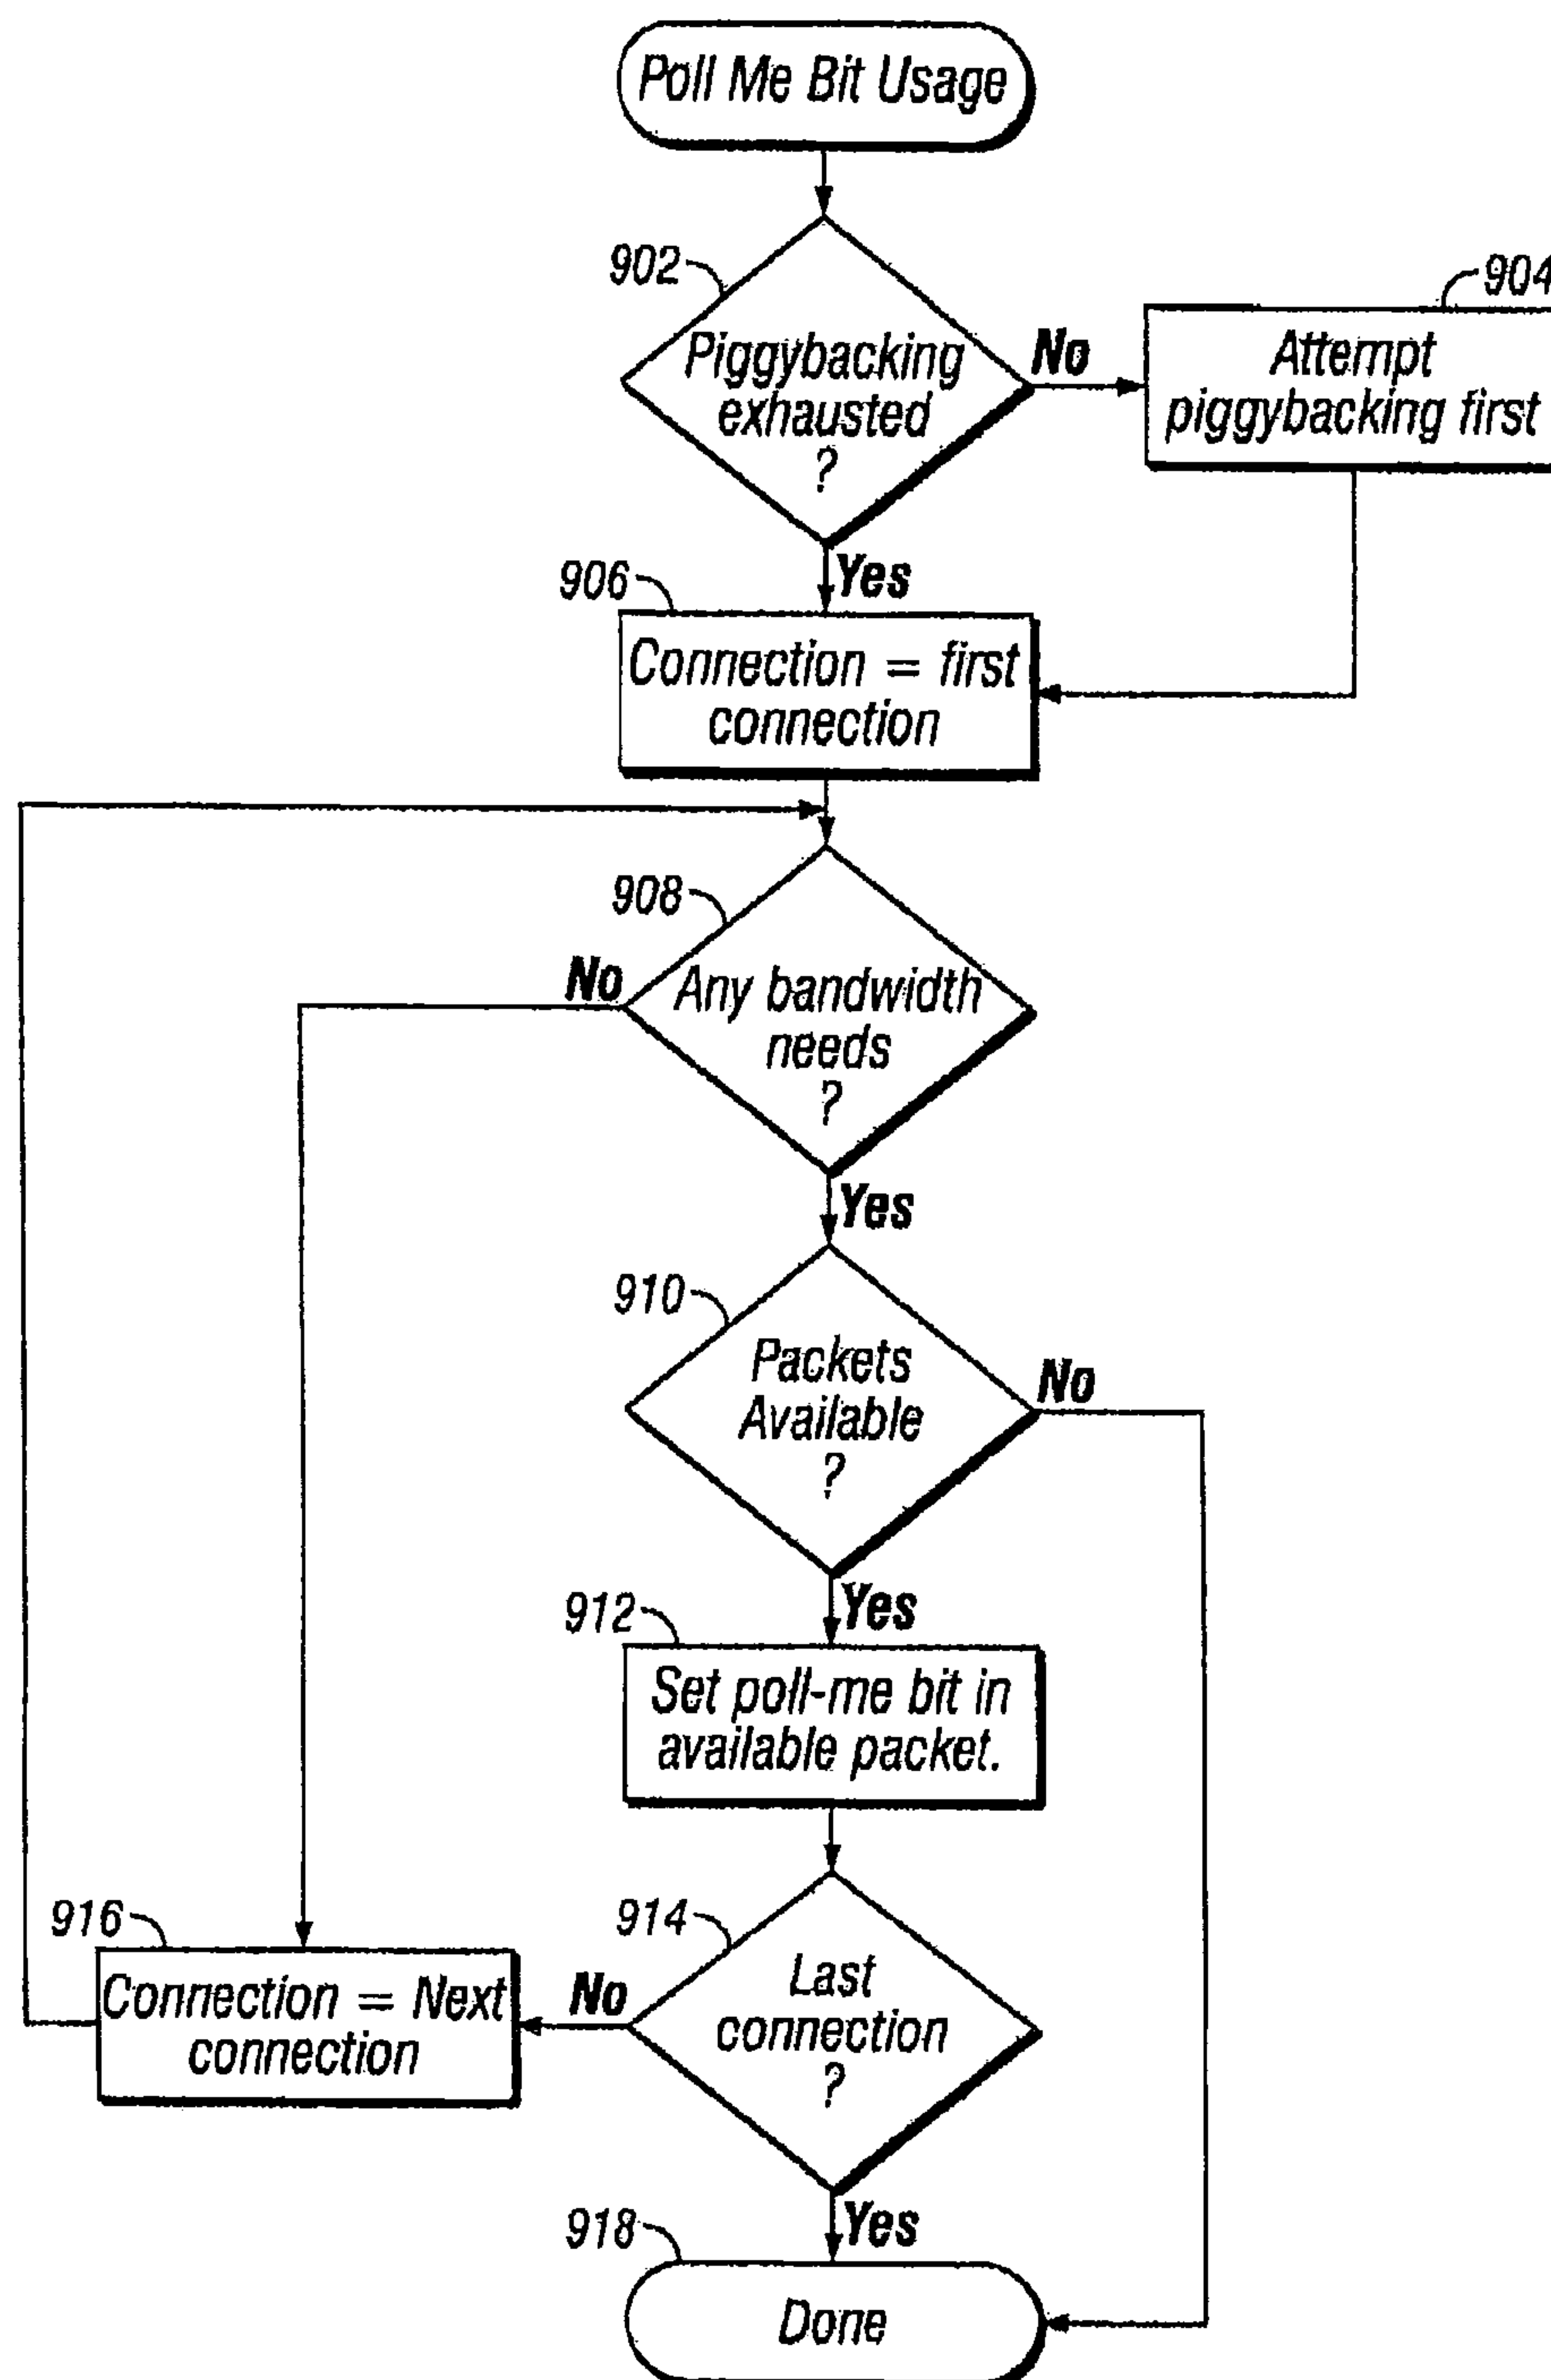 Poll Me Bit Usage
902
904
Piggybacking
exhausted
?
No
Attempt
piggybacking first
Yes
906
Connection = first
connection
908
No
Any bandwidth
needs
?
Yes
910
Packets
Available
?
No
Yes
912
Set poll-me bit in
available packet.
916
914
Connection = Next
connection
No
Last
connection
?
Yes
918
Done